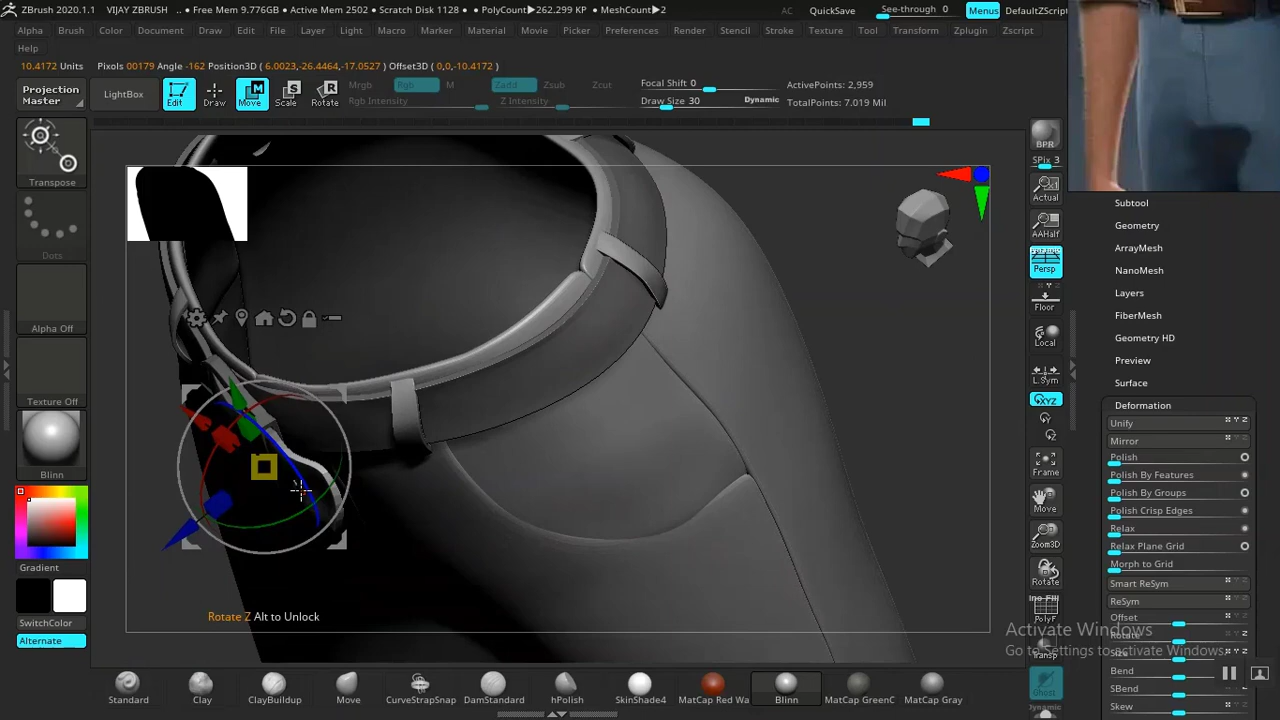 ZBrush 2020.1.1 VIJAY ZBRUSH .. • Free Mem 9.776GB • Active Mem 2502 • Scratch Disk 1128 • PolyCount▶262.299 KP • MeshCount▶2 AC QuickSave See-through 0 Menus DefaultZScript
Alpha Brush Color Document Draw Edit File Layer Light Macro Marker Material Movie Picker Preferences Render Stencil Stroke Texture Tool Transform Zplugin Zscript
Help
10.4172 Units Pixels 00179 Angle -162 Position3D ( 6.0023,-26.4464,-17.0527 ) Offset3D ( 0,0,-10.4172 )
Projection Master
LightBox
Edit
Draw
Move
Scale
Rotate
Mrgb Rgb M Zadd Zsub Zcut
Rgb Intensity Z Intensity
Focal Shift 0
Draw Size 30 Dynamic
ActivePoints: 2,959
TotalPoints: 7.019 Mil
Transpose
Dots
Alpha Off
Texture Off
Blinn
Gradient
SwitchColor
Alternate
BPR
SPix 3
Actual
AAHalf
Persp
Floor
Local
L.Sym
XYZ
Frame
Move
Zoom3D
Rotate
PolyF
Transp
Ghost
Dynamic
Subtool
Geometry
ArrayMesh
NanoMesh
Layers
FiberMesh
Geometry HD
Preview
Surface
Deformation
Unify
Mirror
Polish
Polish By Features
Polish By Groups
Polish Crisp Edges
Relax
Relax Plane Grid
Morph to Grid
Smart ReSym
ReSym
Offset
Rotate
Size
Bend
SBend
Skew
Activate Windows
Go to Settings to activate Windows.
Rotate Z Alt to Unlock
Standard Clay ClayBuildup Move CurveStrapSnap DamStandard hPolish SkinShade4 MatCap Red Wa Blinn MatCap GreenC MatCap Gray